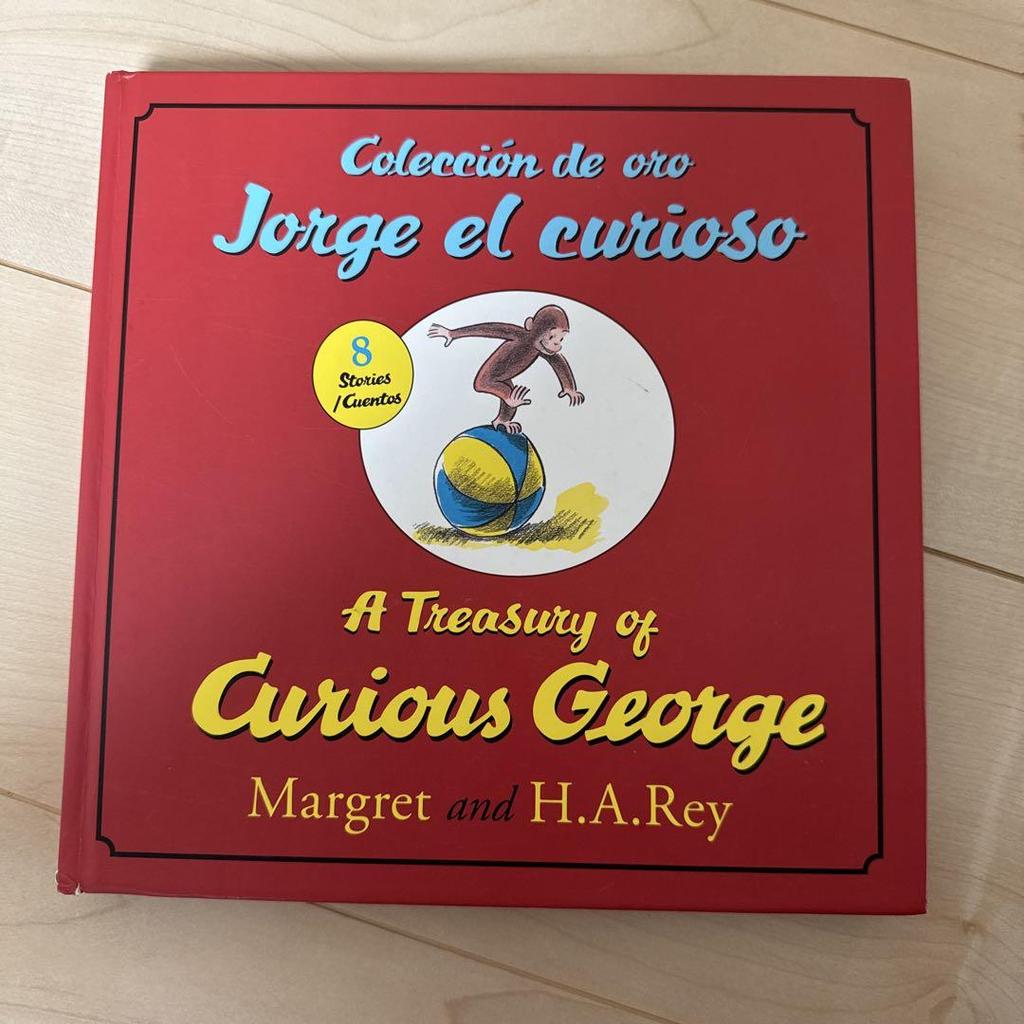 Colección de oro
Jorge el curioso
8
Stories
/Cuentos
A Treasury of
Curious George
Margret and H.A.Rey